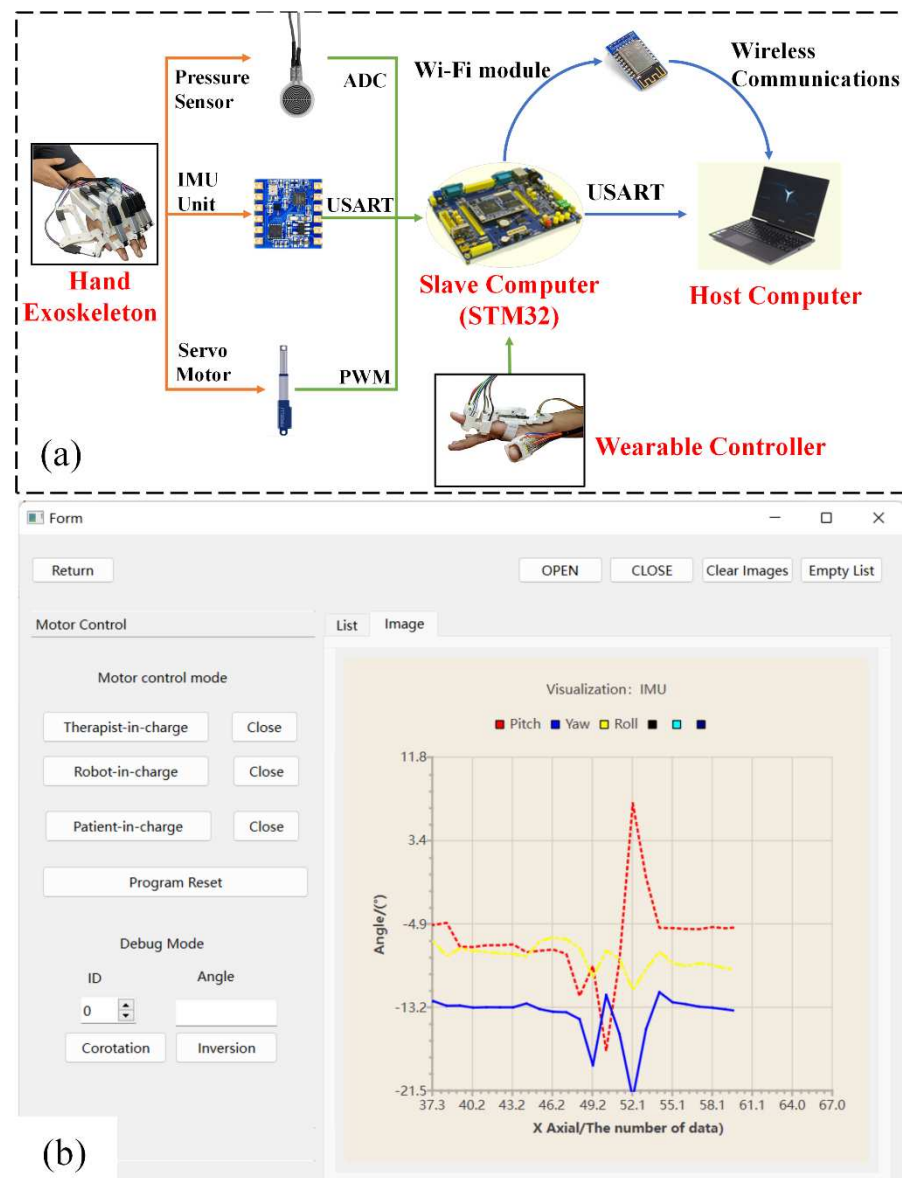 Pressure
Sensor
ADC
Wi-Fi module
Wireless
Communications
IMU
Unit
USART
USART
Hand
Exoskeleton
Slave Computer
(STM32)
Host Computer
Servo
Motor
PWM
Wearable Controller
(a)
Form
Return
OPEN
CLOSE
Clear Images
Empty List
Motor Control
List
Image
Motor control mode
Therapist-in-charge
Close
Robot-in-charge
Close
Patient-in-charge
Close
Program Reset
Debug Mode
ID
Angle
0
Corotation
Inversion
Visualization: IMU
Pitch Yaw Roll
11.8
3.4
-4.9
-13.2
-21.5
Angle/(°)
37.3 40.2 43.2 46.2 49.2 52.1 55.1 58.1 61.1 64.0 67.0
X Axial/The number of data)
(b)